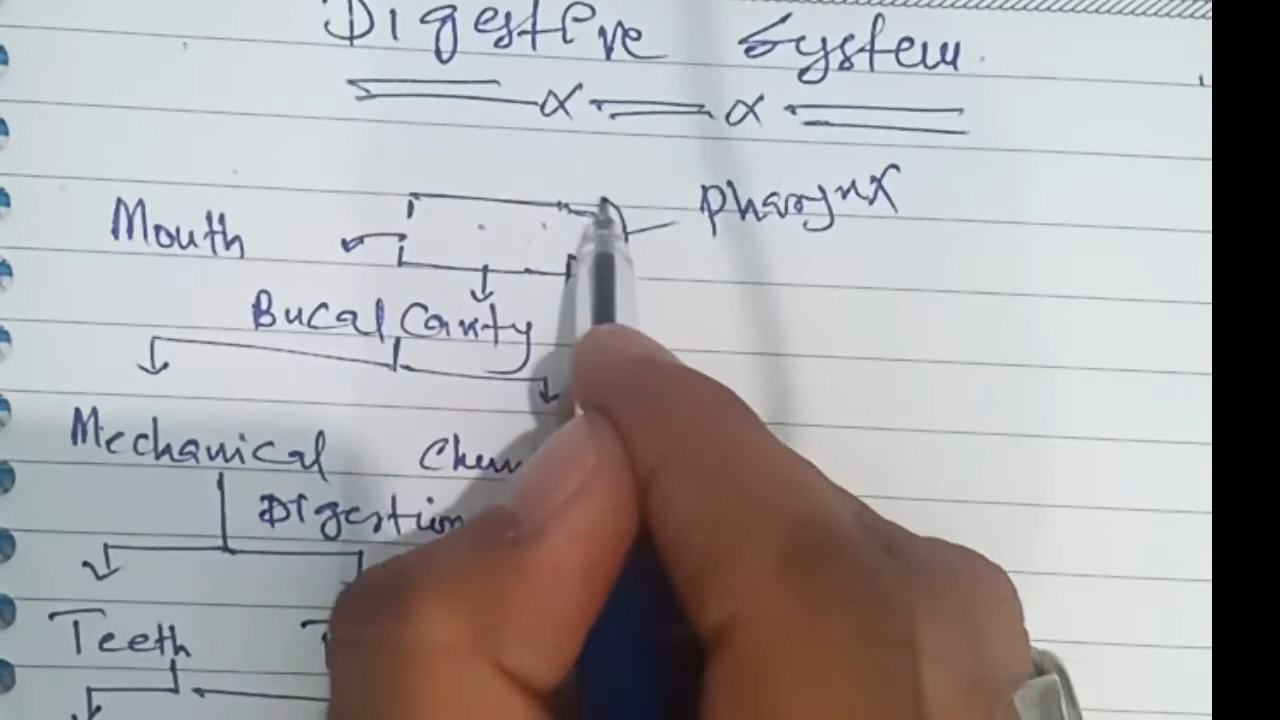 Digestive System
Mouth
Pharynx
Bucal Cavity
Mechanical
Digestion
Teeth